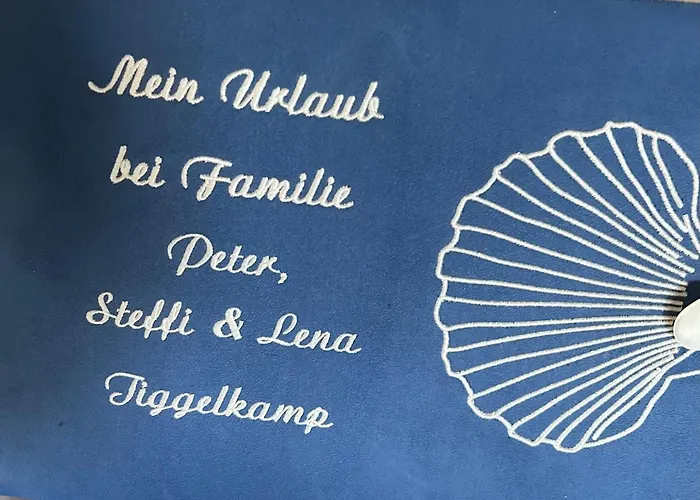 Mein Urlaub
bei Familie
Peter,
Steffi & Lena
Tiggelkamp